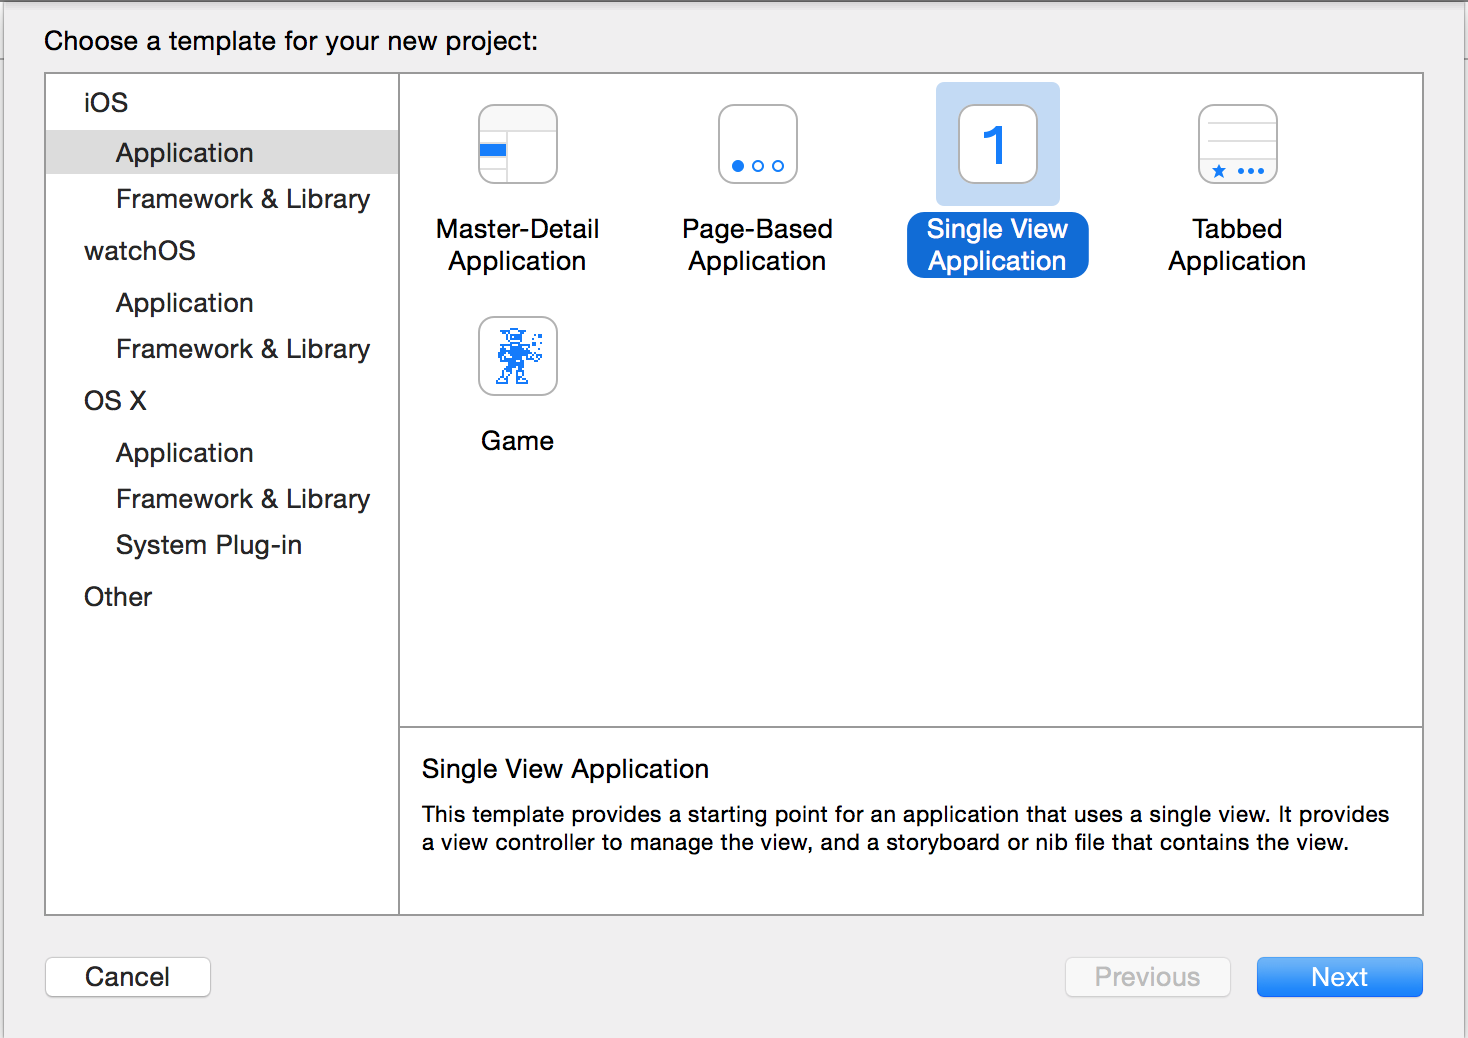 Choose a template for your new project:
iOS
Application
Framework & Library
watchOS
Application
Framework & Library
OS X
Application
Framework & Library
System Plug-in
Other
Master-Detail
Application
Page-Based
Application
1
Single View
Application
Tabbed
Application
Game
Single View Application
This template provides a starting point for an application that uses a single view. It provides
a view controller to manage the view, and a storyboard or nib file that contains the view.
Cancel
Previous
Next